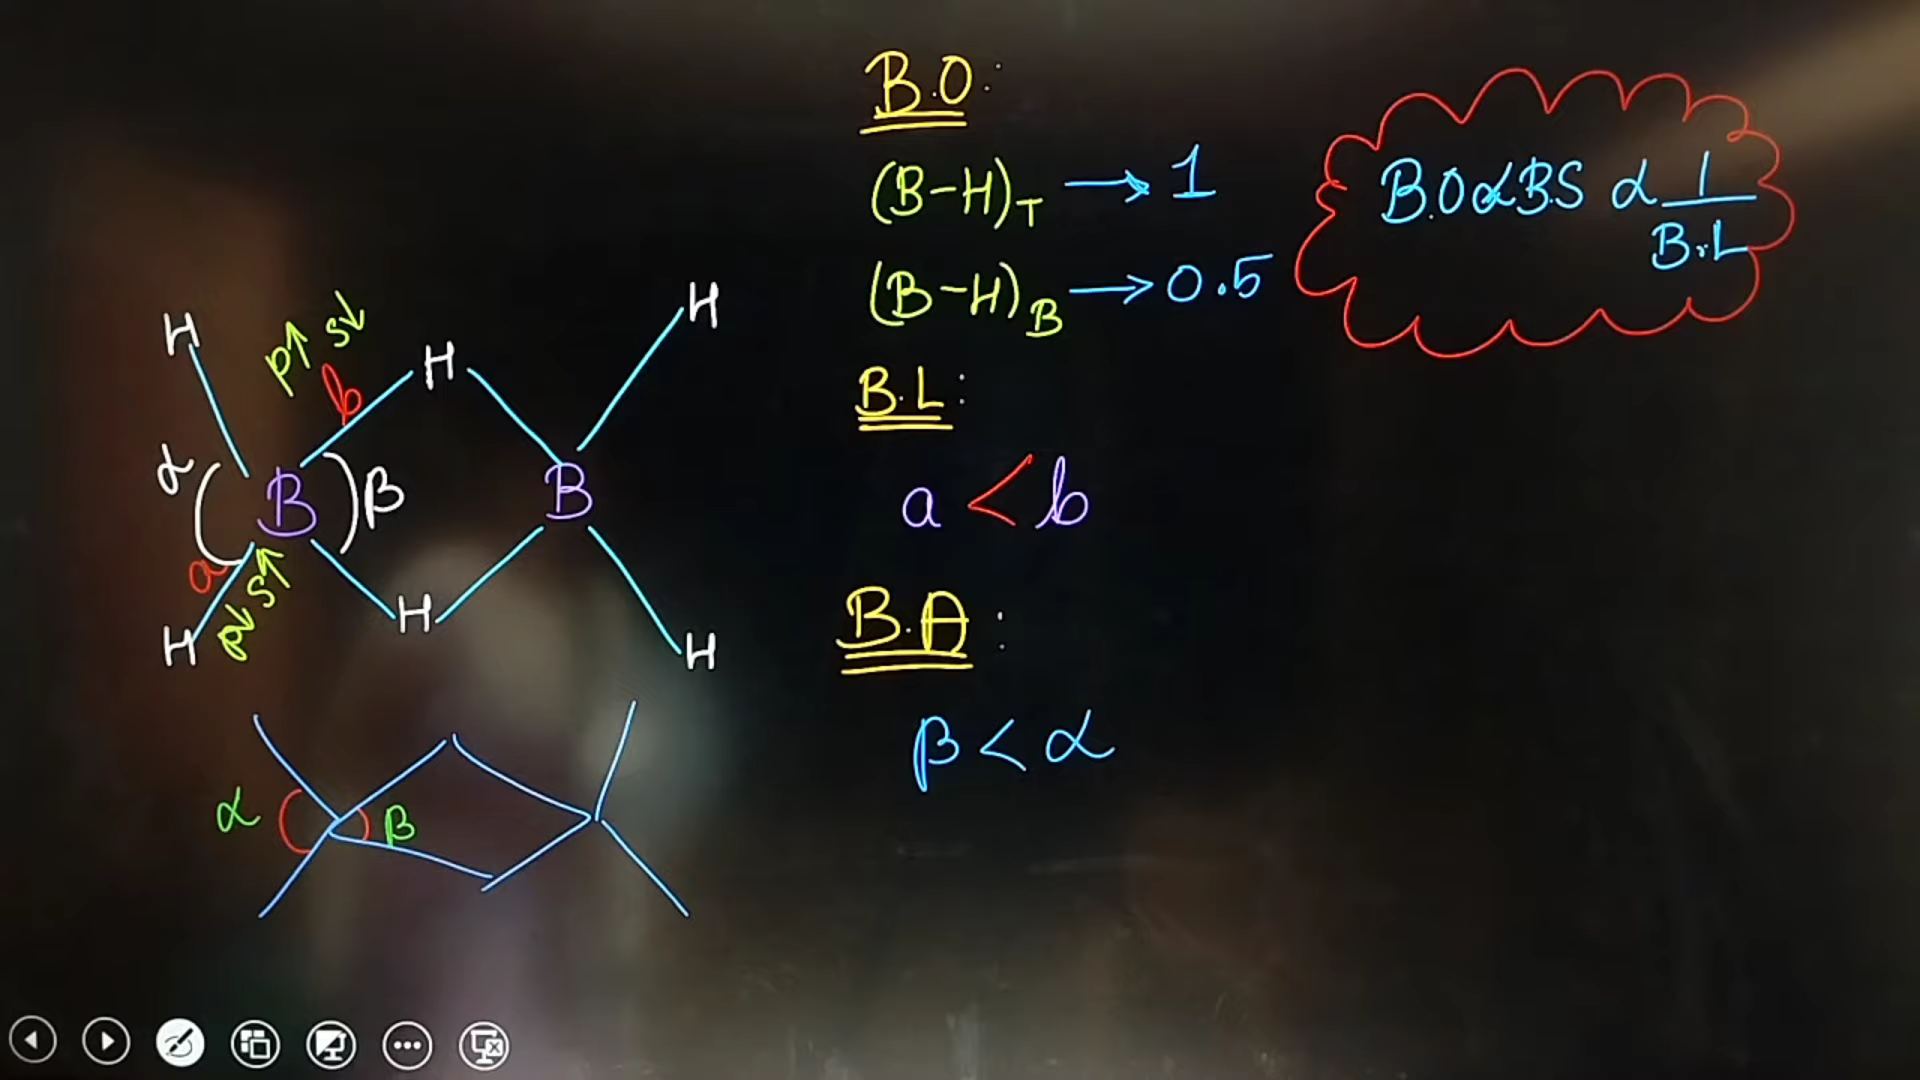 B.O:
(B-H)T → 1
(B-H)B → 0.5
B.O α B.S α 1/B.L
B.L:
a < b
B.A:
β < α
H
P↑ S↓
b
H
H
α
B
β
B
a
P↓ S↑
H
H
H
α
β